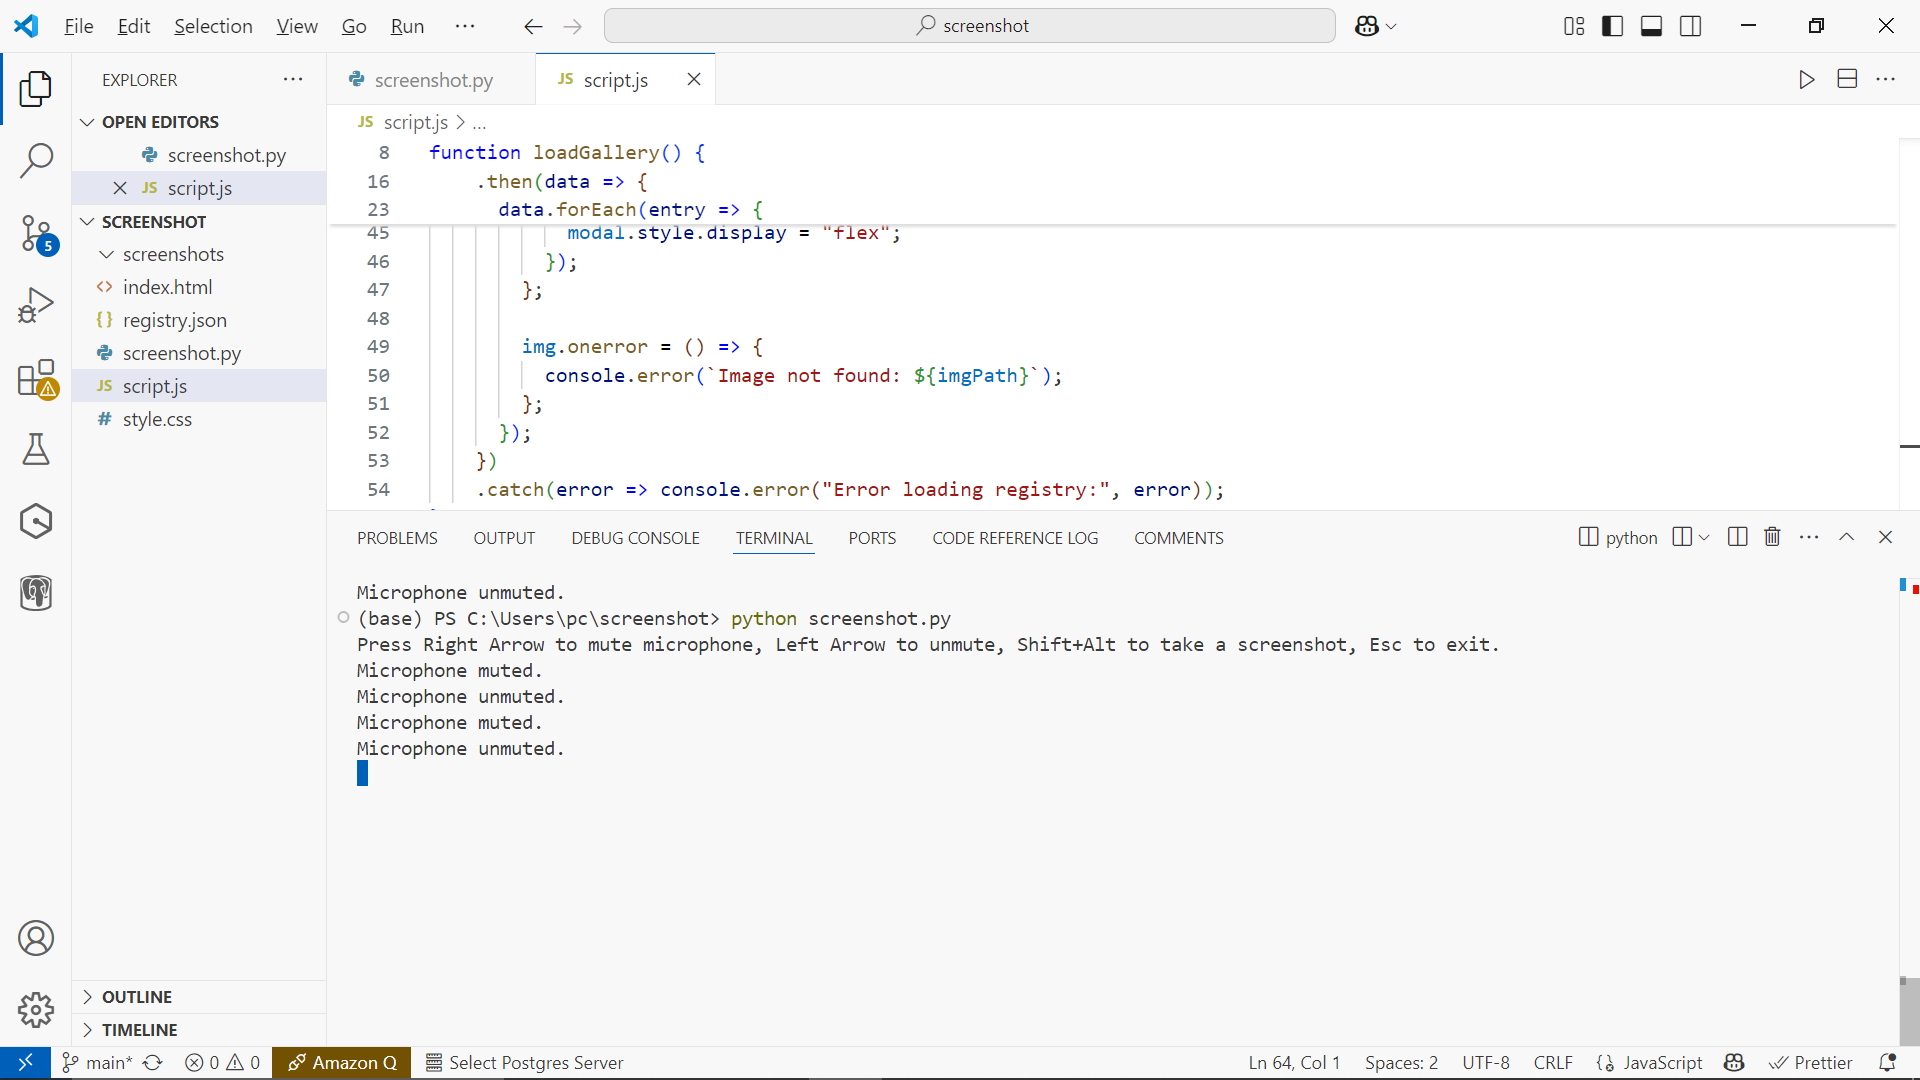 File Edit Selection View Go Run ... screenshot
EXPLORER
OPEN EDITORS
screenshot.py
JS script.js
SCREENSHOT
screenshots
index.html
registry.json
screenshot.py
JS script.js
style.css
OUTLINE
TIMELINE
5
screenshot.py JS script.js
JS script.js > ...
8 function loadGallery() {
16 .then(data => {
23 data.forEach(entry => {
45 modal.style.display = "flex";
46 });
47 };
48
49 img.onerror = () => {
50 console.error(`Image not found: ${imgPath}`);
51 };
52 });
53 })
54 .catch(error => console.error("Error loading registry:", error));
PROBLEMS OUTPUT DEBUG CONSOLE TERMINAL PORTS CODE REFERENCE LOG COMMENTS python
Microphone unmuted.
(base) PS C:\Users\pc\screenshot> python screenshot.py
Press Right Arrow to mute microphone, Left Arrow to unmute, Shift+Alt to take a screenshot, Esc to exit.
Microphone muted.
Microphone unmuted.
Microphone muted.
Microphone unmuted.
main* 0 0 Amazon Q Select Postgres Server Ln 64, Col 1 Spaces: 2 UTF-8 CRLF {} JavaScript Prettier